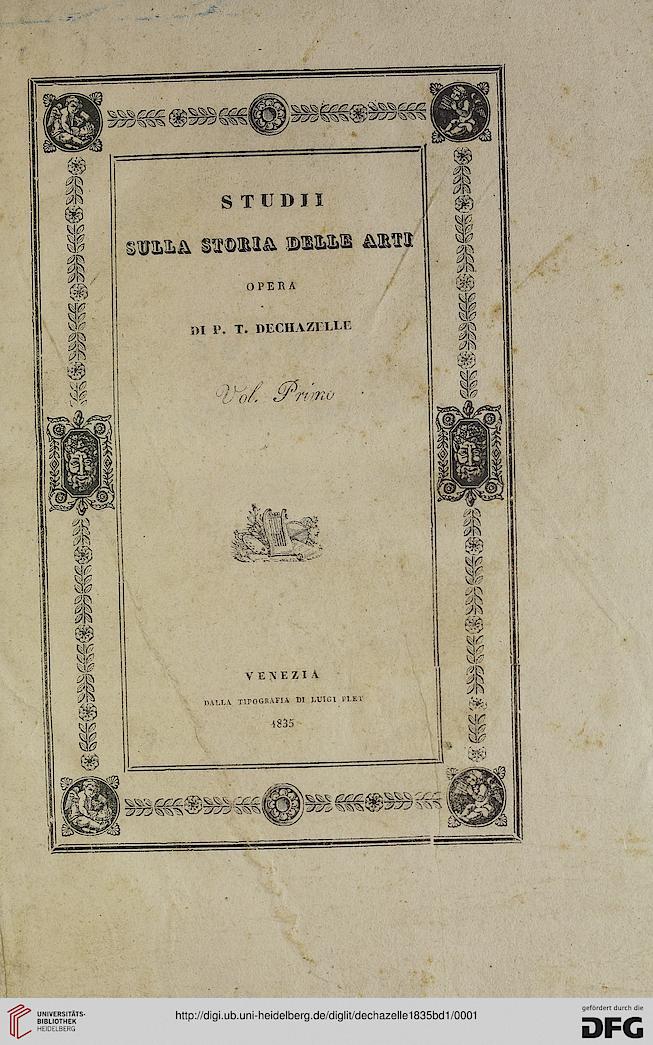 STUDII
SULLA STORIA DELLE ARTI
OPERA
DI P. T. DECHAZELLE
Vol. Primo
VENEZIA
DALLA TIPOGRAFIA DI LUIGI PLET
1835
UNIVERSITÄTS-
BIBLIOTHEK
HEIDELBERG
http://digi.ub.uni-heidelberg.de/diglit/dechazelle1835bd1/0001
gefördert durch die
DFG